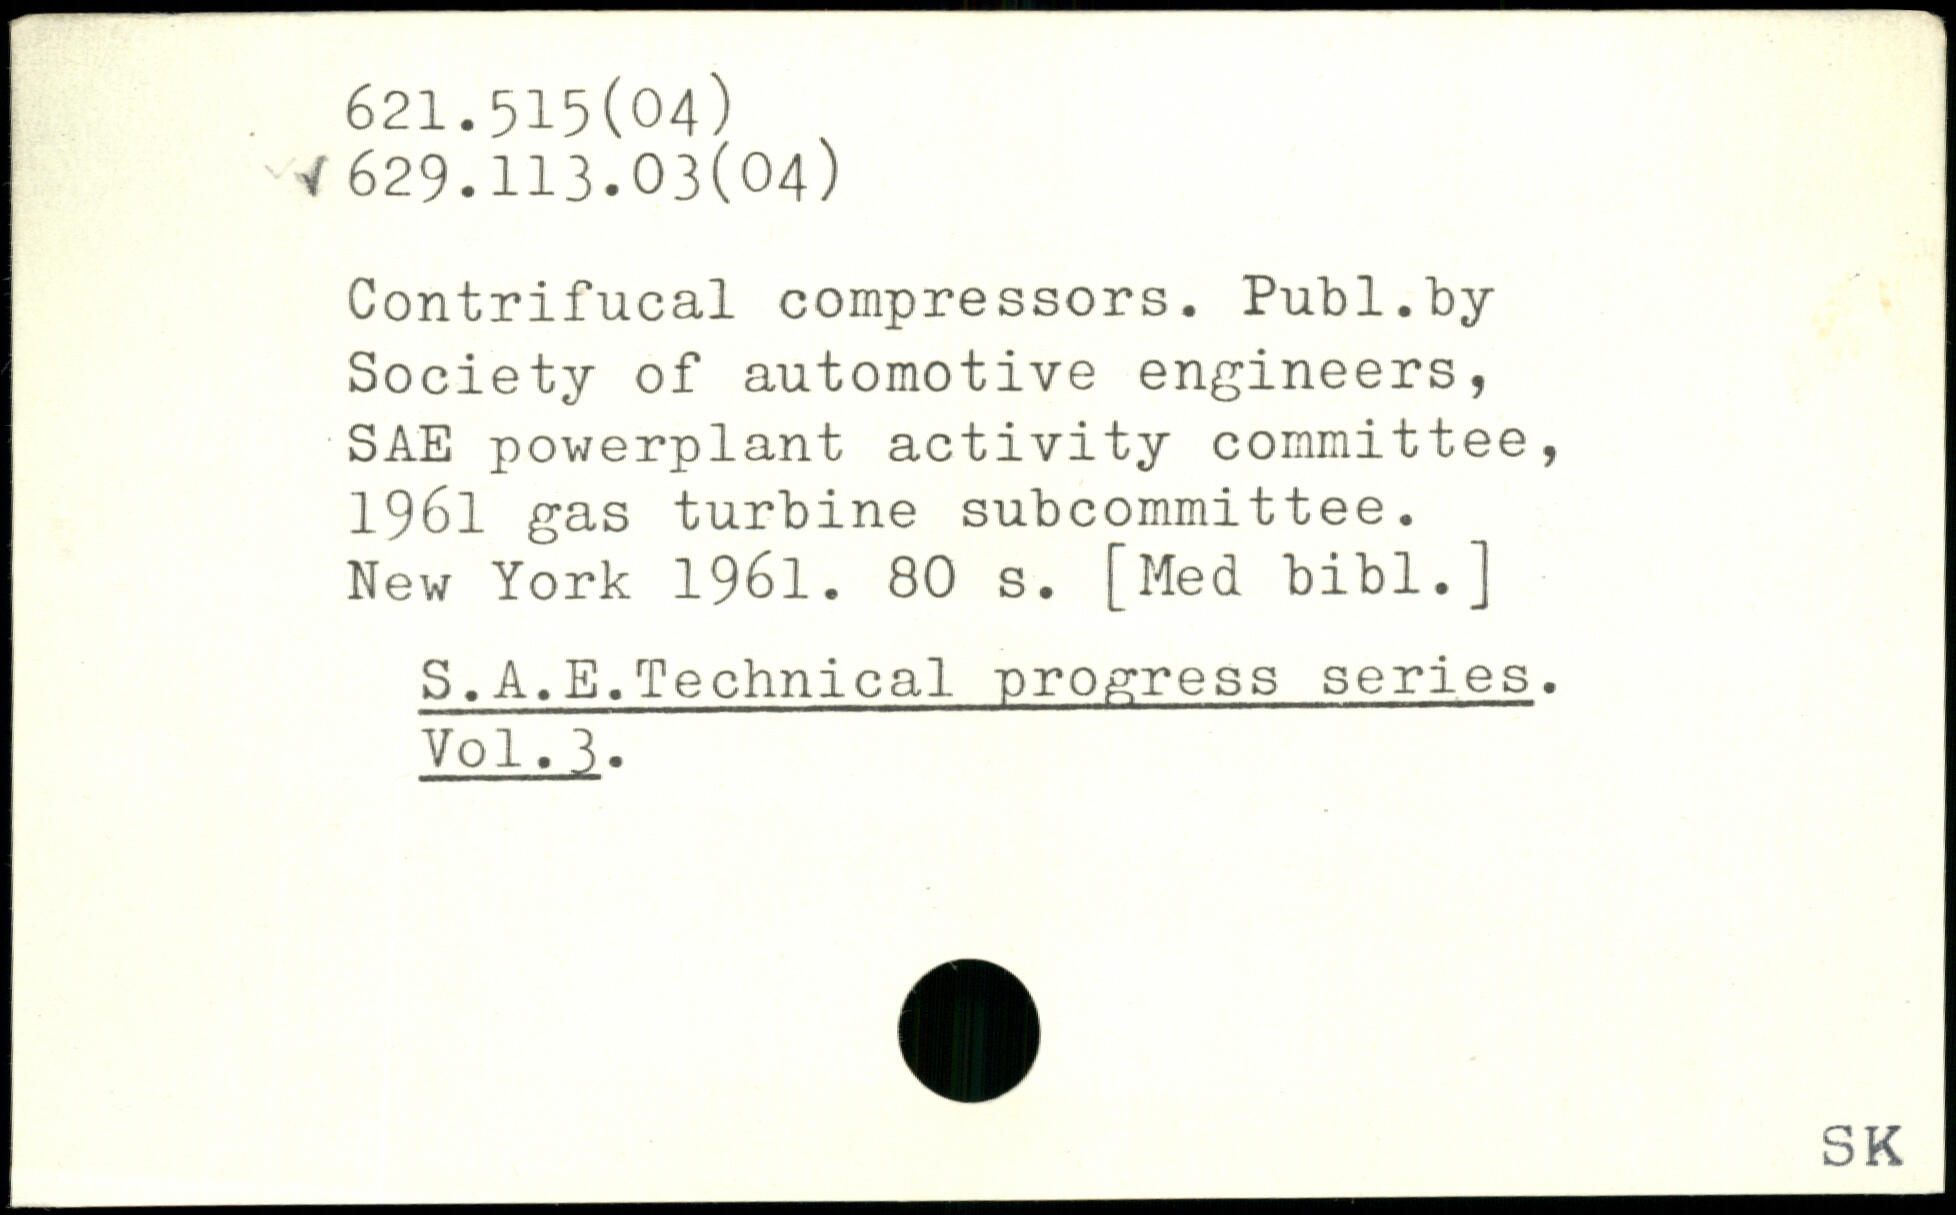 621.515(04)
✓ 629.113.03(04)
Contrifucal compressors. Publ.by
Society of automotive engineers,
SAE powerplant activity committee,
1961 gas turbine subcommittee.
New York 1961. 80 s. [Med bibl.]
S.A.E.Technical progress series.
Vol.3.
SK